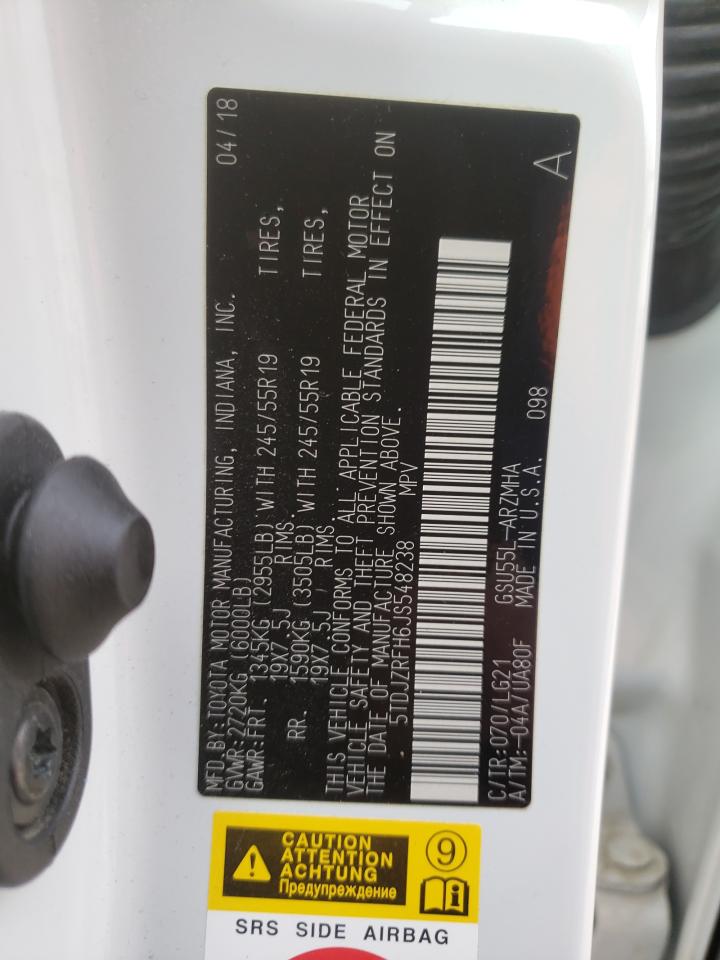 MFD.BY:TOYOTA MOTOR MANUFACTURING, INDIANA, INC. 04/18
GVWR:2720KG (6000LB)
GAWR:FRT. 1345KG (2955LB) WITH 245/55R19 TIRES,
19X7.5J RIMS.
RR. 1590KG (3505LB) WITH 245/55R19 TIRES,
19X7.5J RIMS.
THIS VEHICLE CONFORMS TO ALL APPLICABLE FEDERAL MOTOR
VEHICLE SAFETY AND THEFT PREVENTION STANDARDS IN EFFECT ON
THE DATE OF MANUFACTURE SHOWN ABOVE.
5TDJZRFH6JS548238 MPV
C/TR:070/LG21 GSU55L-ARZMHA
A/TM:-04A/UA80F MADE IN U.S.A. 098 A
CAUTION
ATTENTION
ACHTUNG
Предупреждение
9
i
SRS SIDE AIRBAG